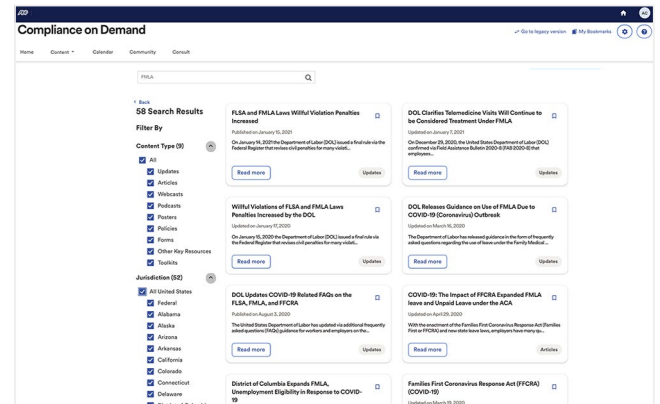 ADP
AC
Compliance on Demand
Go to legacy version
My Bookmarks
Home
Content
Calendar
Community
Consult
FMLA
Back
58 Search Results
Filter By
Content Type (9)
All
Updates
Articles
Webcasts
Podcasts
Posters
Policies
Forms
Other Key Resources
Toolkits
Jurisdiction (52)
All United States
Federal
Alabama
Alaska
Arizona
Arkansas
California
Colorado
Connecticut
Delaware
FLSA and FMLA Laws Willful Violation Penalties
Increased
Published on January 15, 2021
On January 14, 2021 the Department of Labor (DOL) issued a final rule via the
Federal Register that revises civil penalties for many violati...
Read more
Updates
DOL Clarifies Telemedicine Visits Will Continue to
be Considered Treatment Under FMLA
Updated on January 7, 2021
On December 29, 2020, the United States Department of Labor (DOL)
confirmed via Field Assistance Bulletin 2020-8 (FAB 2020-8) that
employees...
Read more
Updates
Willful Violations of FLSA and FMLA Laws
Penalties Increased by the DOL
Updated on January 17, 2020
On January 15, 2020 the Department of Labor (DOL) issued a final rule via
the Federal Register that revises civil penalties for many violati...
Read more
Updates
DOL Releases Guidance on Use of FMLA Due to
COVID-19 (Coronavirus) Outbreak
Updated on March 16, 2020
The Department of Labor has released guidance in the form of frequently
asked questions regarding the use of leave under the Family Medical ...
Read more
Updates
DOL Updates COVID-19 Related FAQs on the
FLSA, FMLA, and FFCRA
Published on August 3, 2020
The United States Department of Labor has updated via additional frequently
asked questions (FAQs) guidance for workers and employers on the...
Read more
Updates
COVID-19: The Impact of FFCRA Expanded FMLA
leave and Unpaid Leave under the ACA
Updated on April 29, 2020
With the enactment of the Families First Coronavirus Response Act (Families
First or FFCRA) and new state leave laws, employers have many qu...
Read more
Articles
District of Columbia Expands FMLA,
Unemployment Eligibility in Response to COVID-
19
Families First Coronavirus Response Act (FFCRA)
(COVID-19)
Updated on March 19, 2020